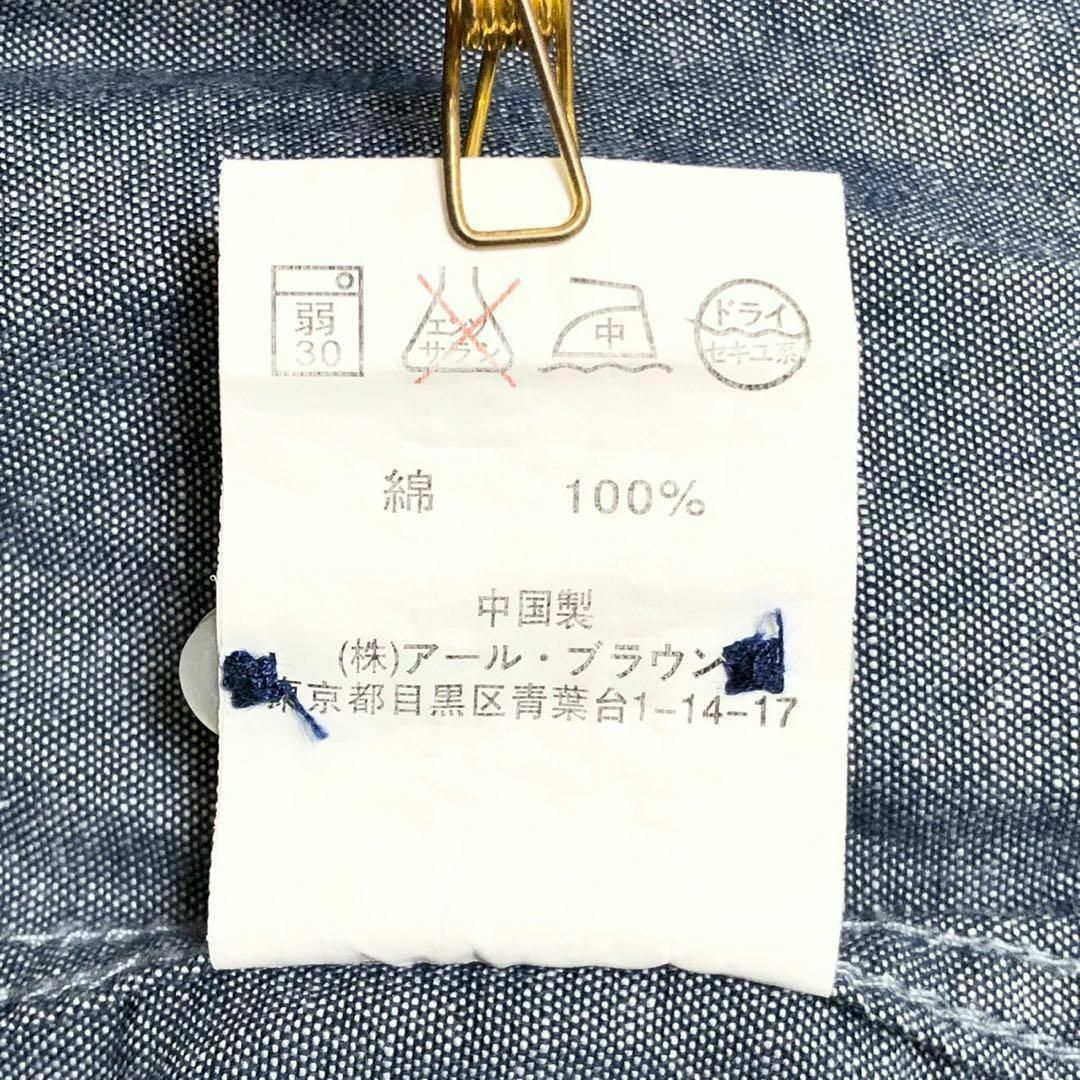 弱
30
エンソ
サラシ
中
ドライ
セキユ系
綿 100%
中国製
(株)アール・ブラウン
東京都目黒区青葉台1-14-17